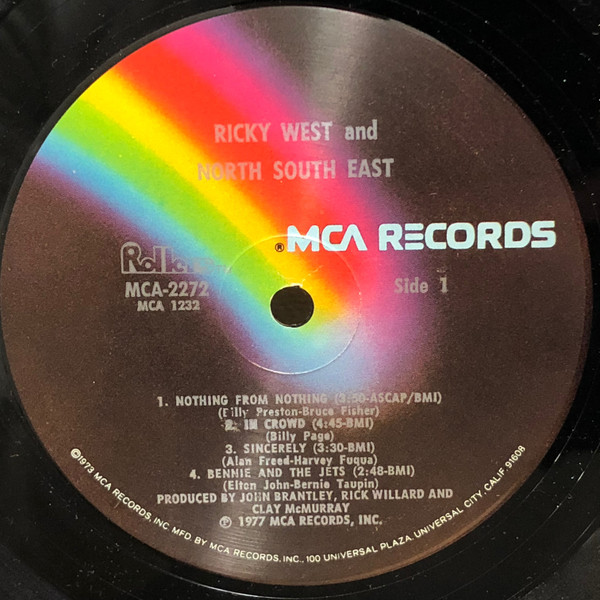 RICKY WEST and
NORTH SOUTH EAST
® MCA RECORDS
MCA-2272
MCA 1232
Side 1
1. NOTHING FROM NOTHING (3:50-ASCAP/BMI)
(Billy Preston-Bruce Fisher)
2. IN CROWD (4:45-BMI)
(Billy Page)
3. SINCERELY (3:30-BMI)
(Alan Freed-Harvey Fuqua)
4. BENNIE AND THE JETS (2:48-BMI)
(Elton John-Bernie Taupin)
PRODUCED BY JOHN BRANTLEY, RICK WILLARD AND
CLAY McMURRAY
℗ 1977 MCA RECORDS, INC.
©1973 MCA RECORDS, INC. MFD. BY MCA RECORDS, INC., 100 UNIVERSAL PLAZA, UNIVERSAL CITY, CALIF. 91608